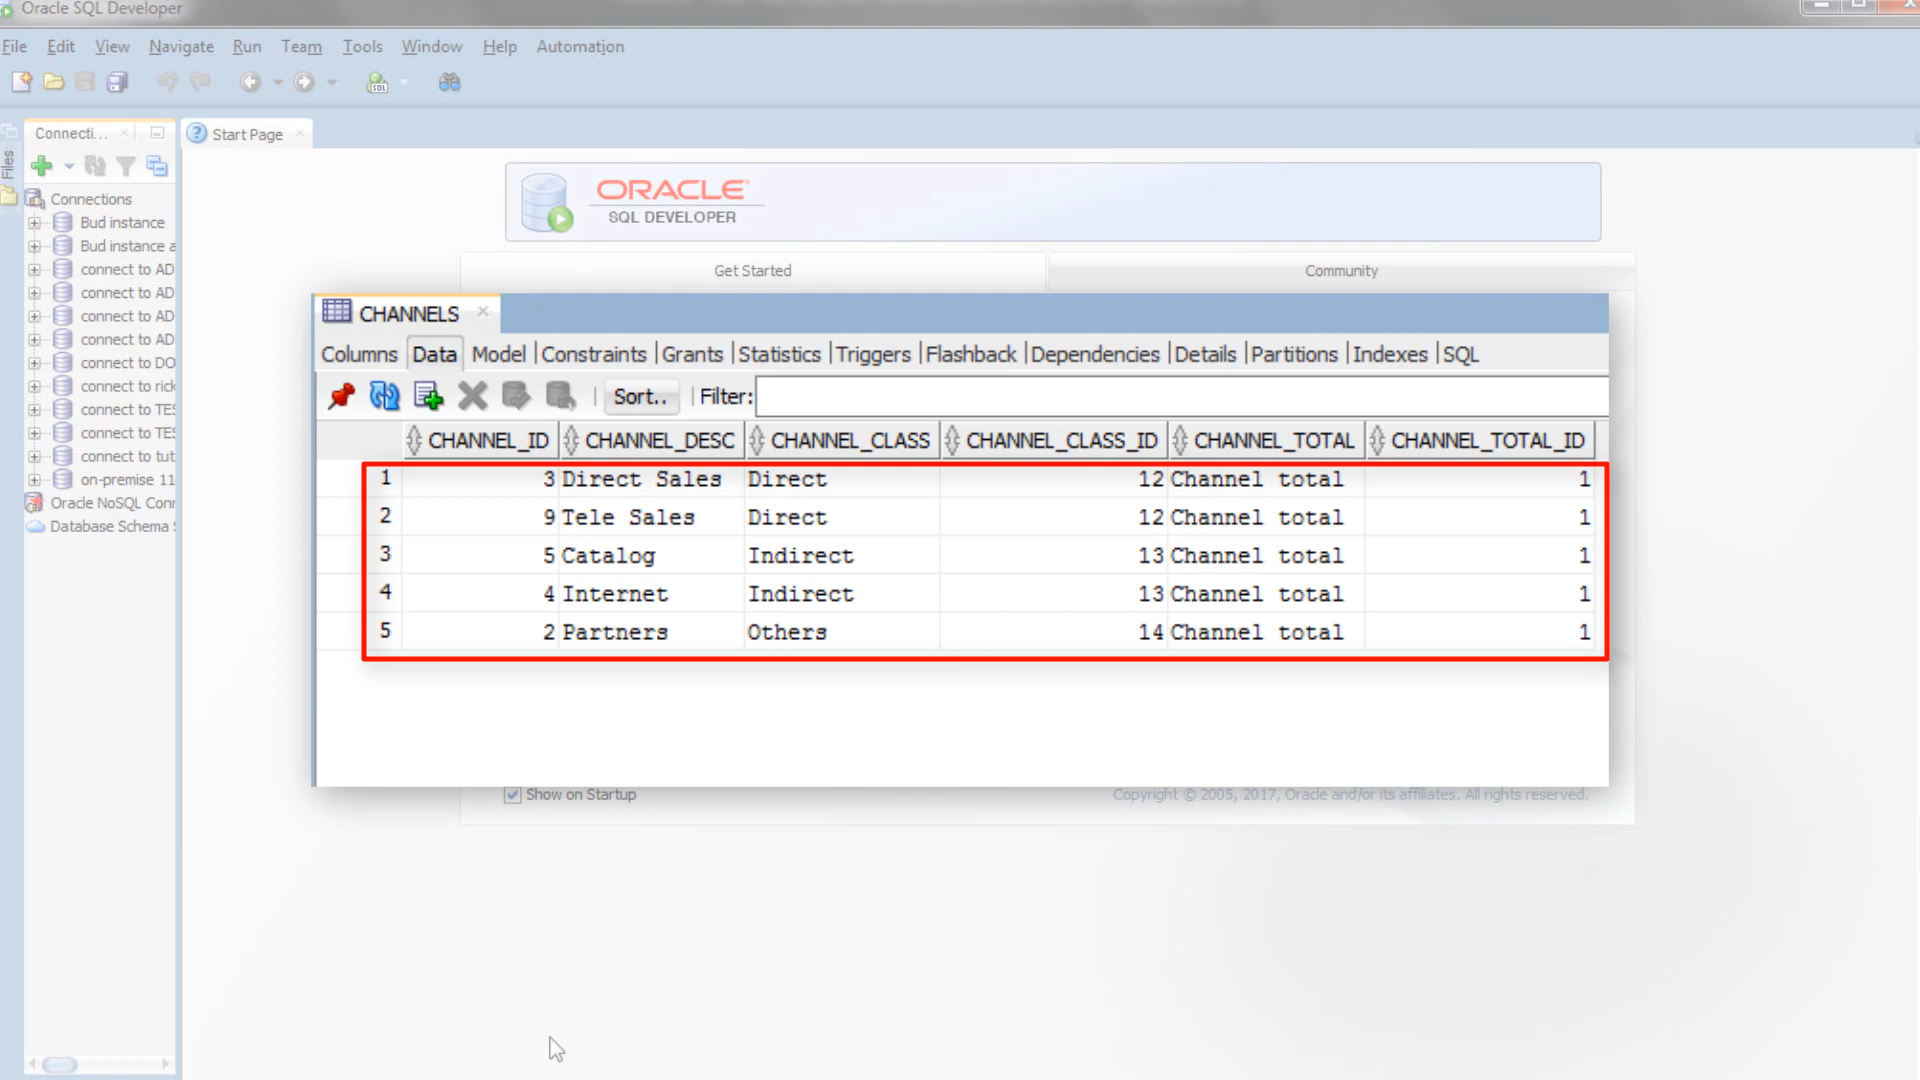 Oracle SQL Developer
File Edit View Navigate Run Team Tools Window Help Automation
SQL
Files
Connecti...
Start Page
Connections
Bud instance
Bud instance a
connect to AD
connect to AD
connect to AD
connect to AD
connect to DO
connect to rick
connect to TES
connect to TES
connect to tut
on-premise 11
Oracle NoSQL Conn
Database Schema S
ORACLE
SQL DEVELOPER
Get Started
Community
CHANNELS
Columns Data Model Constraints Grants Statistics Triggers Flashback Dependencies Details Partitions Indexes SQL
Sort.. Filter:
CHANNEL_ID CHANNEL_DESC CHANNEL_CLASS CHANNEL_CLASS_ID CHANNEL_TOTAL CHANNEL_TOTAL_ID
1 3 Direct Sales Direct 12 Channel total 1
2 9 Tele Sales Direct 12 Channel total 1
3 5 Catalog Indirect 13 Channel total 1
4 4 Internet Indirect 13 Channel total 1
5 2 Partners Others 14 Channel total 1
Show on Startup
Copyright © 2005, 2017, Oracle and/or its affiliates. All rights reserved.